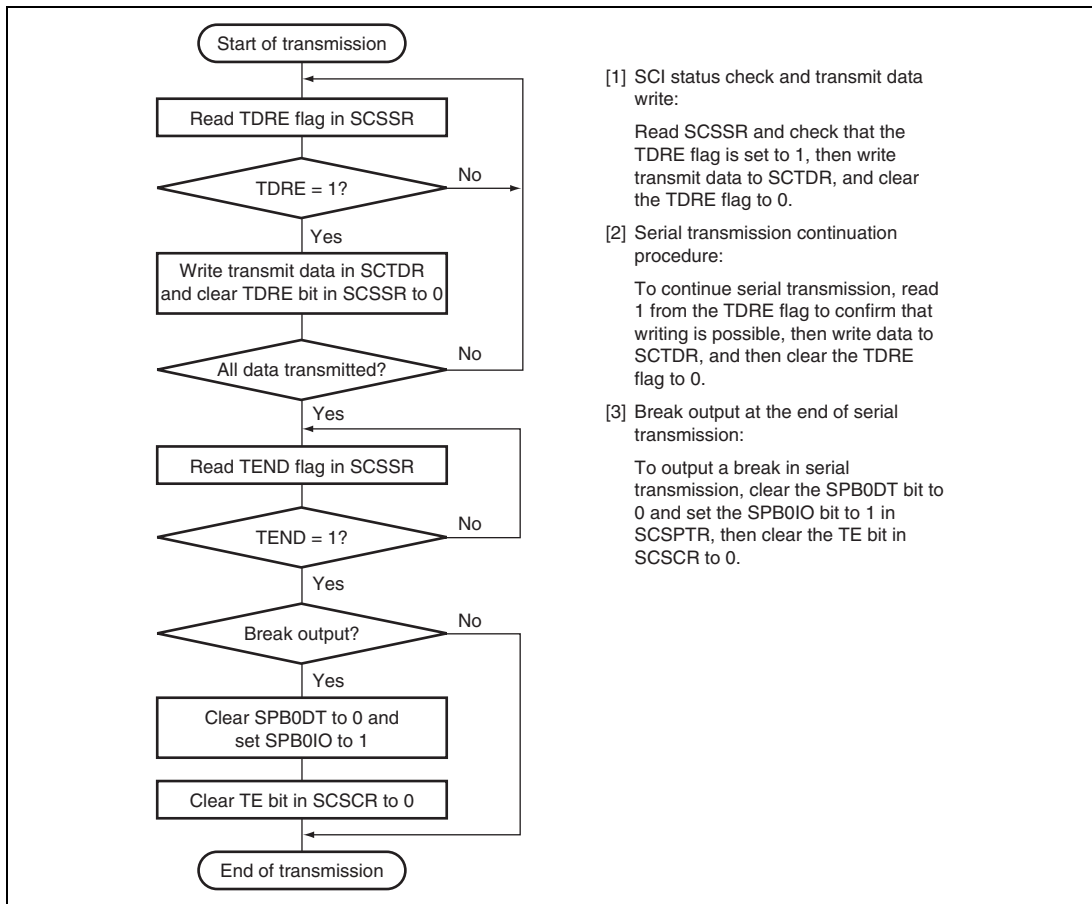 Start of transmission
Read TDRE flag in SCSSR
TDRE = 1?
No
Yes
Write transmit data in SCTDR
and clear TDRE bit in SCSSR to 0
All data transmitted?
No
Yes
Read TEND flag in SCSSR
TEND = 1?
No
Yes
Break output?
No
Yes
Clear SPB0DT to 0 and
set SPB0IO to 1
Clear TE bit in SCSCR to 0
End of transmission
[1] SCI status check and transmit data
write:
Read SCSSR and check that the
TDRE flag is set to 1, then write
transmit data to SCTDR, and clear
the TDRE flag to 0.
[2] Serial transmission continuation
procedure:
To continue serial transmission, read
1 from the TDRE flag to confirm that
writing is possible, then write data to
SCTDR, and then clear the TDRE
flag to 0.
[3] Break output at the end of serial
transmission:
To output a break in serial
transmission, clear the SPB0DT bit to
0 and set the SPB0IO bit to 1 in
SCSPTR, then clear the TE bit in
SCSCR to 0.